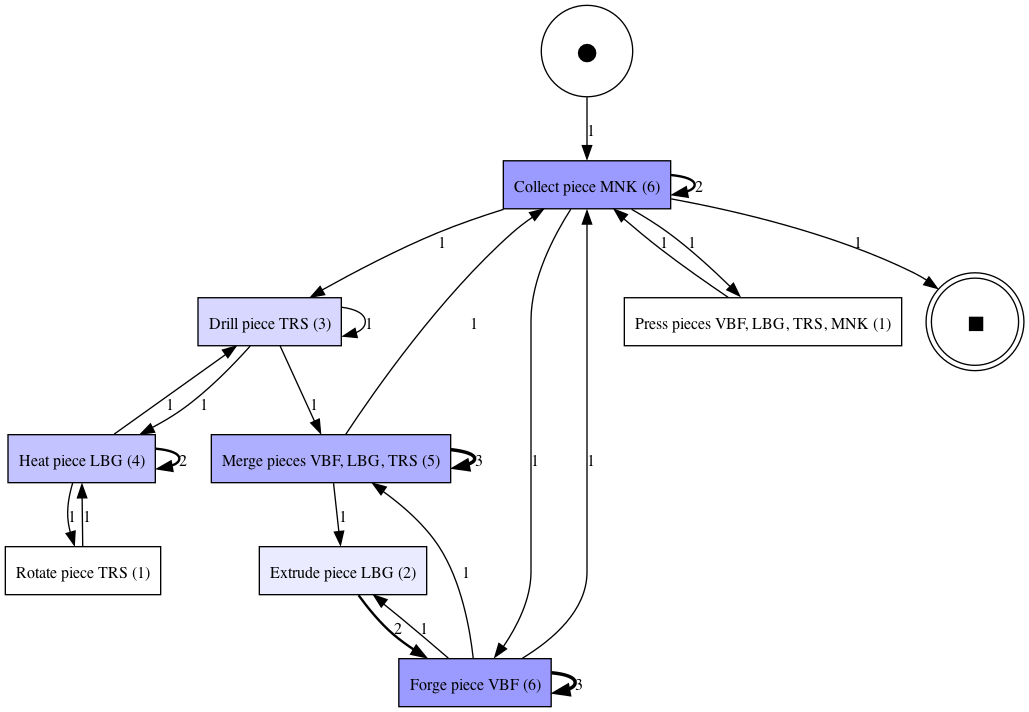 1
Collect piece MNK (6)
2
1
1
1
1
Drill piece TRS (3)
1
1
Press pieces VBF, LBG, TRS, MNK (1)
1
1
1
Heat piece LBG (4)
2
Merge pieces VBF, LBG, TRS (5)
3
1
1
1
1
1
Rotate piece TRS (1)
Extrude piece LBG (2)
1
2
1
Forge piece VBF (6)
3